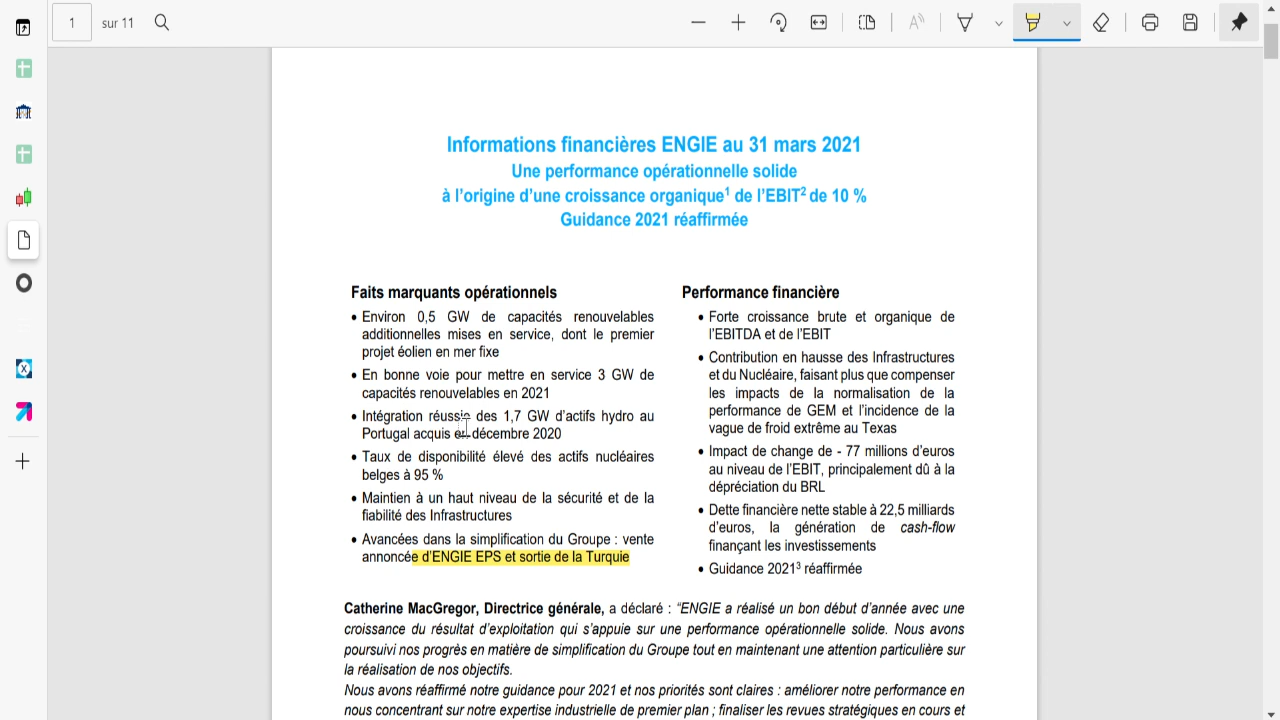 1 sur 11
Informations financières ENGIE au 31 mars 2021
Une performance opérationnelle solide
à l'origine d'une croissance organique¹ de l'EBIT² de 10 %
Guidance 2021 réaffirmée
Faits marquants opérationnels
• Environ 0,5 GW de capacités renouvelables
additionnelles mises en service, dont le premier
projet éolien en mer fixe
• En bonne voie pour mettre en service 3 GW de
capacités renouvelables en 2021
• Intégration réussie des 1,7 GW d'actifs hydro au
Portugal acquis en décembre 2020
• Taux de disponibilité élevé des actifs nucléaires
belges à 95 %
• Maintien à un haut niveau de la sécurité et de la
fiabilité des Infrastructures
• Avancées dans la simplification du Groupe : vente
annoncée d'ENGIE EPS et sortie de la Turquie
Performance financière
• Forte croissance brute et organique de
l'EBITDA et de l'EBIT
• Contribution en hausse des Infrastructures
et du Nucléaire, faisant plus que compenser
les impacts de la normalisation de la
performance de GEM et l'incidence de la
vague de froid extrême au Texas
• Impact de change de - 77 millions d'euros
au niveau de l'EBIT, principalement dû à la
dépréciation du BRL
• Dette financière nette stable à 22,5 milliards
d'euros, la génération de cash-flow
finançant les investissements
• Guidance 2021³ réaffirmée
Catherine MacGregor, Directrice générale, a déclaré : “ENGIE a réalisé un bon début d'année avec une
croissance du résultat d'exploitation qui s'appuie sur une performance opérationnelle solide. Nous avons
poursuivi nos progrès en matière de simplification du Groupe tout en maintenant une attention particulière sur
la réalisation de nos objectifs.
Nous avons réaffirmé notre guidance pour 2021 et nos priorités sont claires : améliorer notre performance en
nous concentrant sur notre expertise industrielle de premier plan ; finaliser les revues stratégiques en cours et